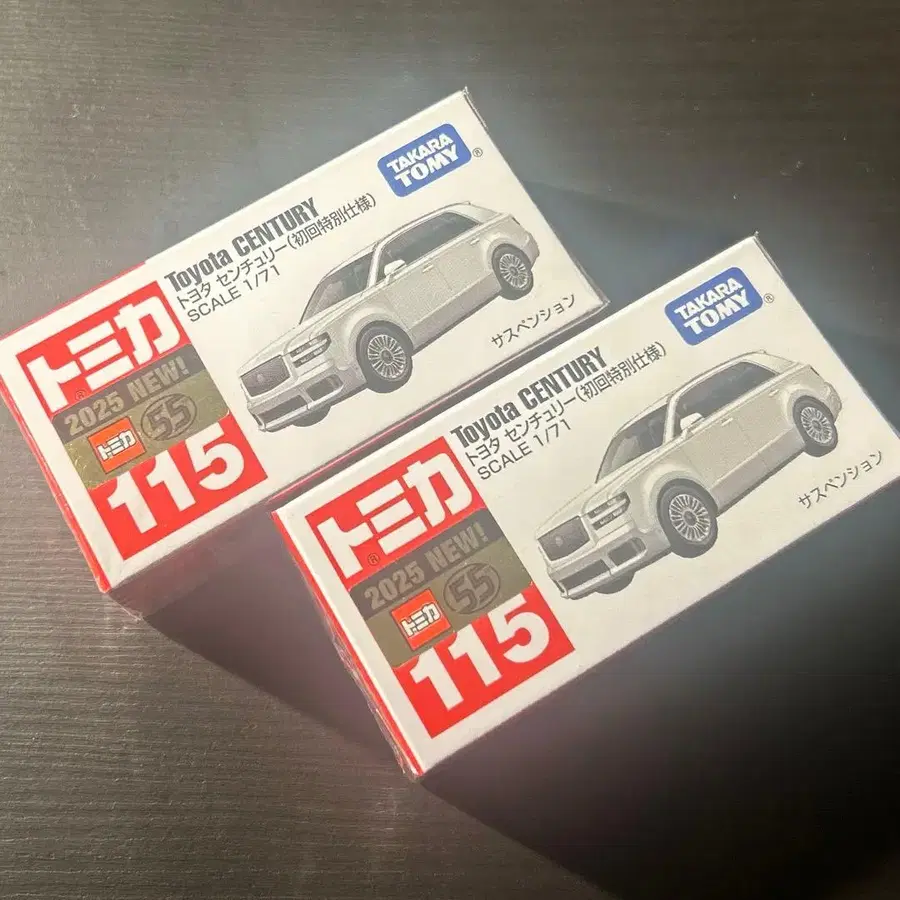 TAKARA
TOMY®
Toyota CENTURY
トヨタ センチュリー(初回特別仕様)
SCALE 1/71
サスペンション
トミカ®
2025 NEW!
トミカ 55
115
TAKARA
TOMY®
Toyota CENTURY
トヨタ センチュリー(初回特別仕様)
SCALE 1/71
サスペンション
トミカ®
2025 NEW!
トミカ 55
115